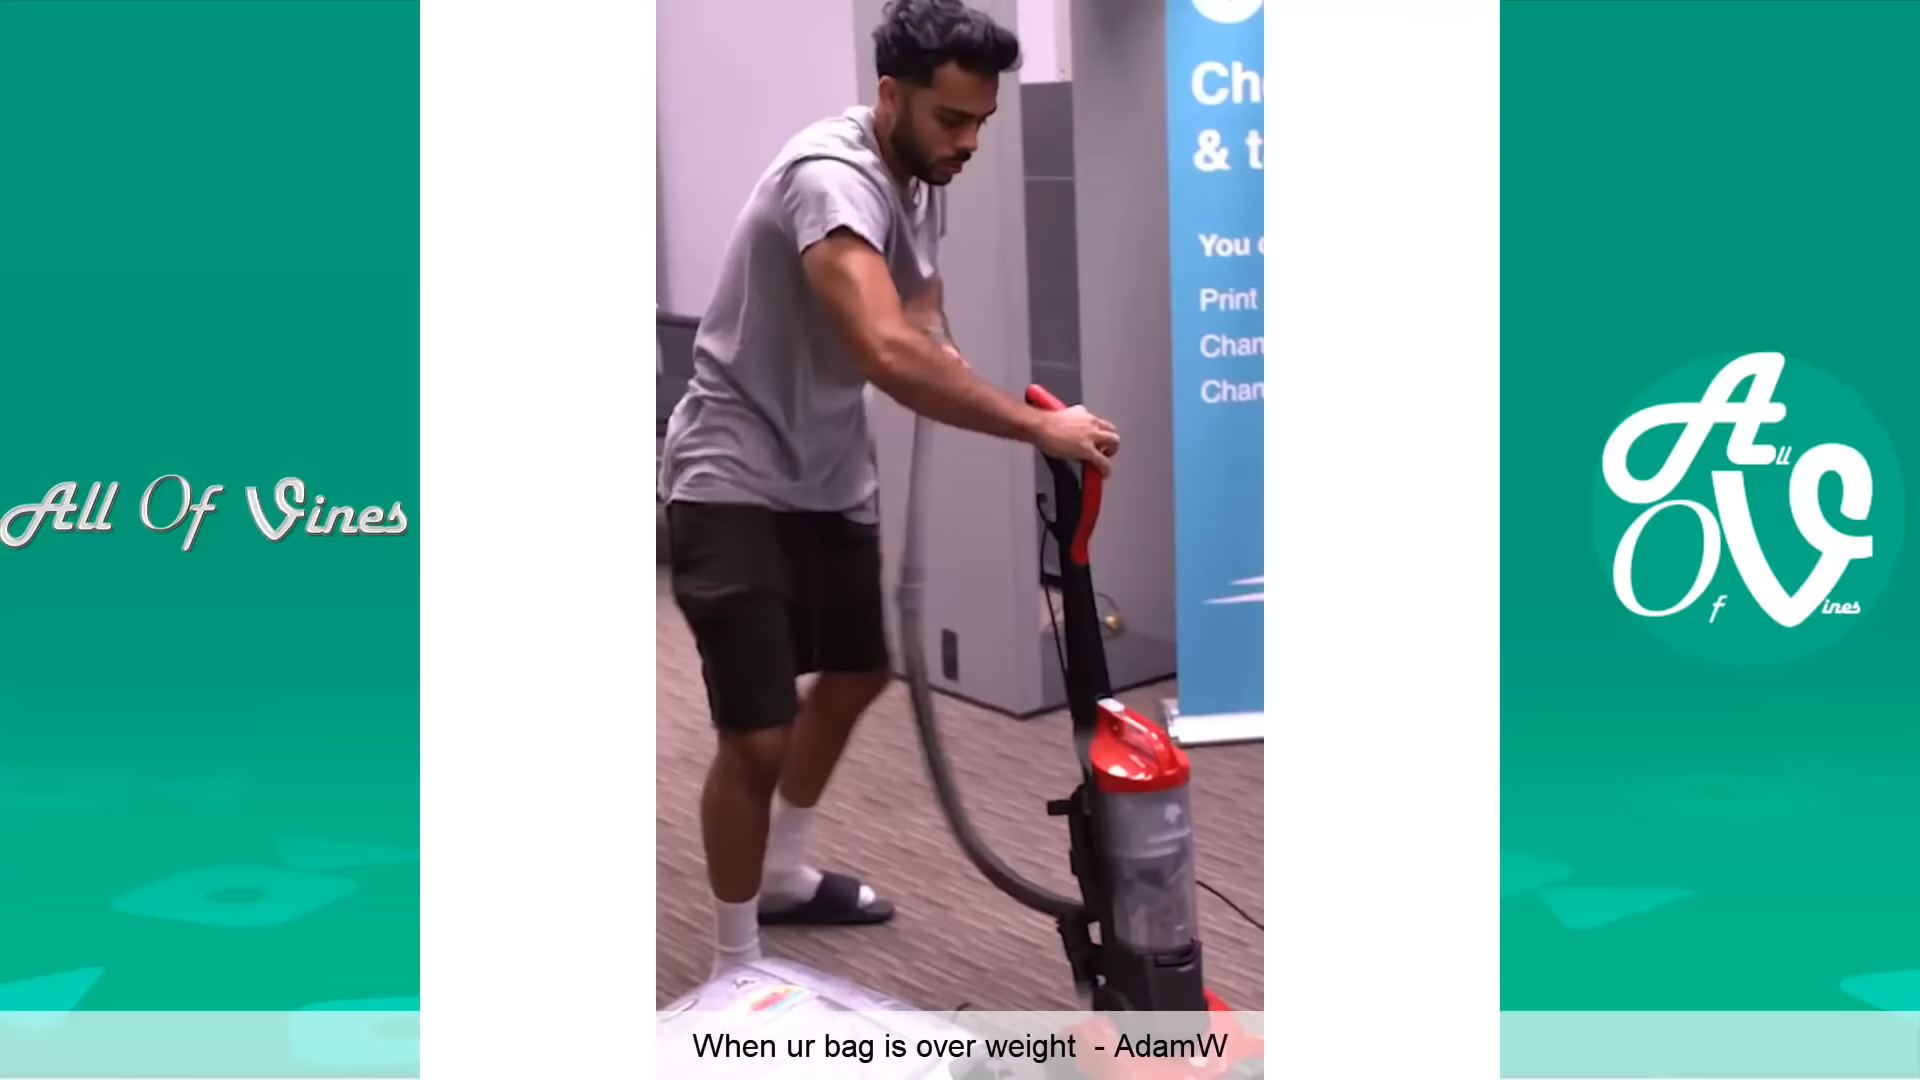 All Of Vines
Ch
& t
You
Print
Chan
Chan
All
Of
Vines
When ur bag is over weight - AdamW